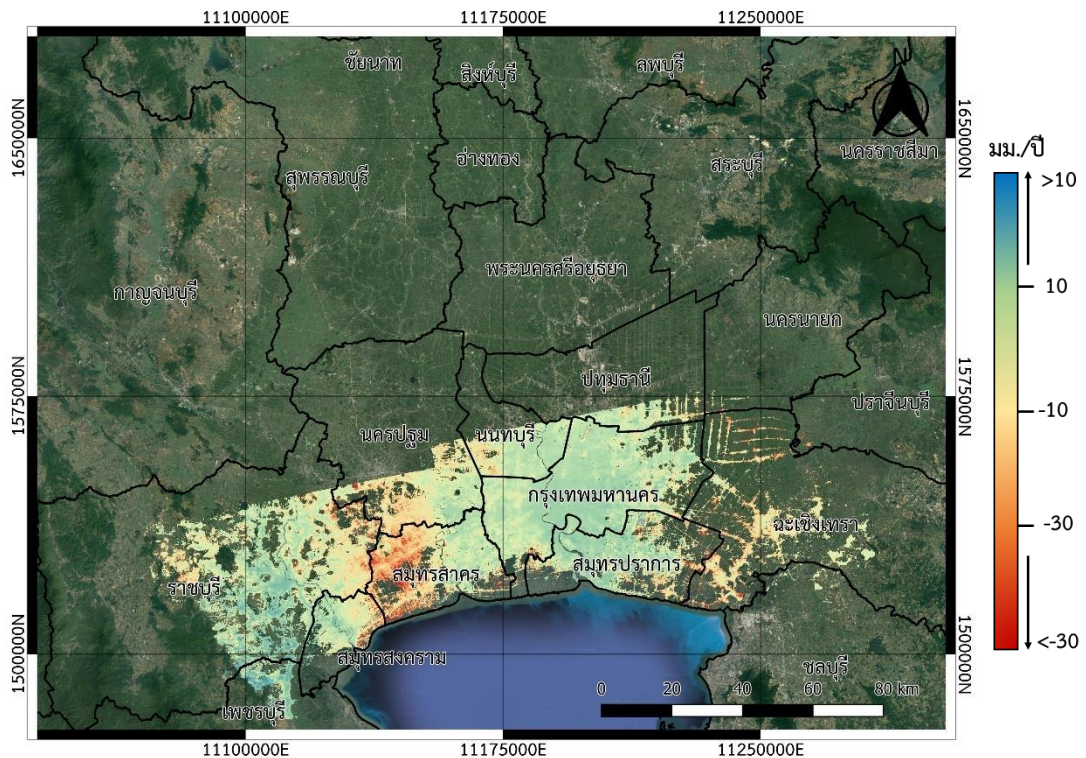 11100000E 11175000E 11250000E
ชัยนาท
สิงห์บุรี
ลพบุรี
N
1650000N
1650000N
อ่างทอง
สระบุรี
นครราชสีมา
มม./ปี
สุพรรณบุรี
>10
พระนครศรีอยุธยา
กาญจนบุรี
10
นครนายก
ปทุมธานี
1575000N
1575000N
ปราจีนบุรี
-10
นครปฐม
นนทบุรี
กรุงเทพมหานคร
ฉะเชิงเทรา
-30
สมุทรสาคร
สมุทรปราการ
ราชบุรี
<-30
1500000N
1500000N
สมุทรสงคราม
ชลบุรี
0 20 40 60 80 km
เพชรบุรี
11100000E 11175000E 11250000E